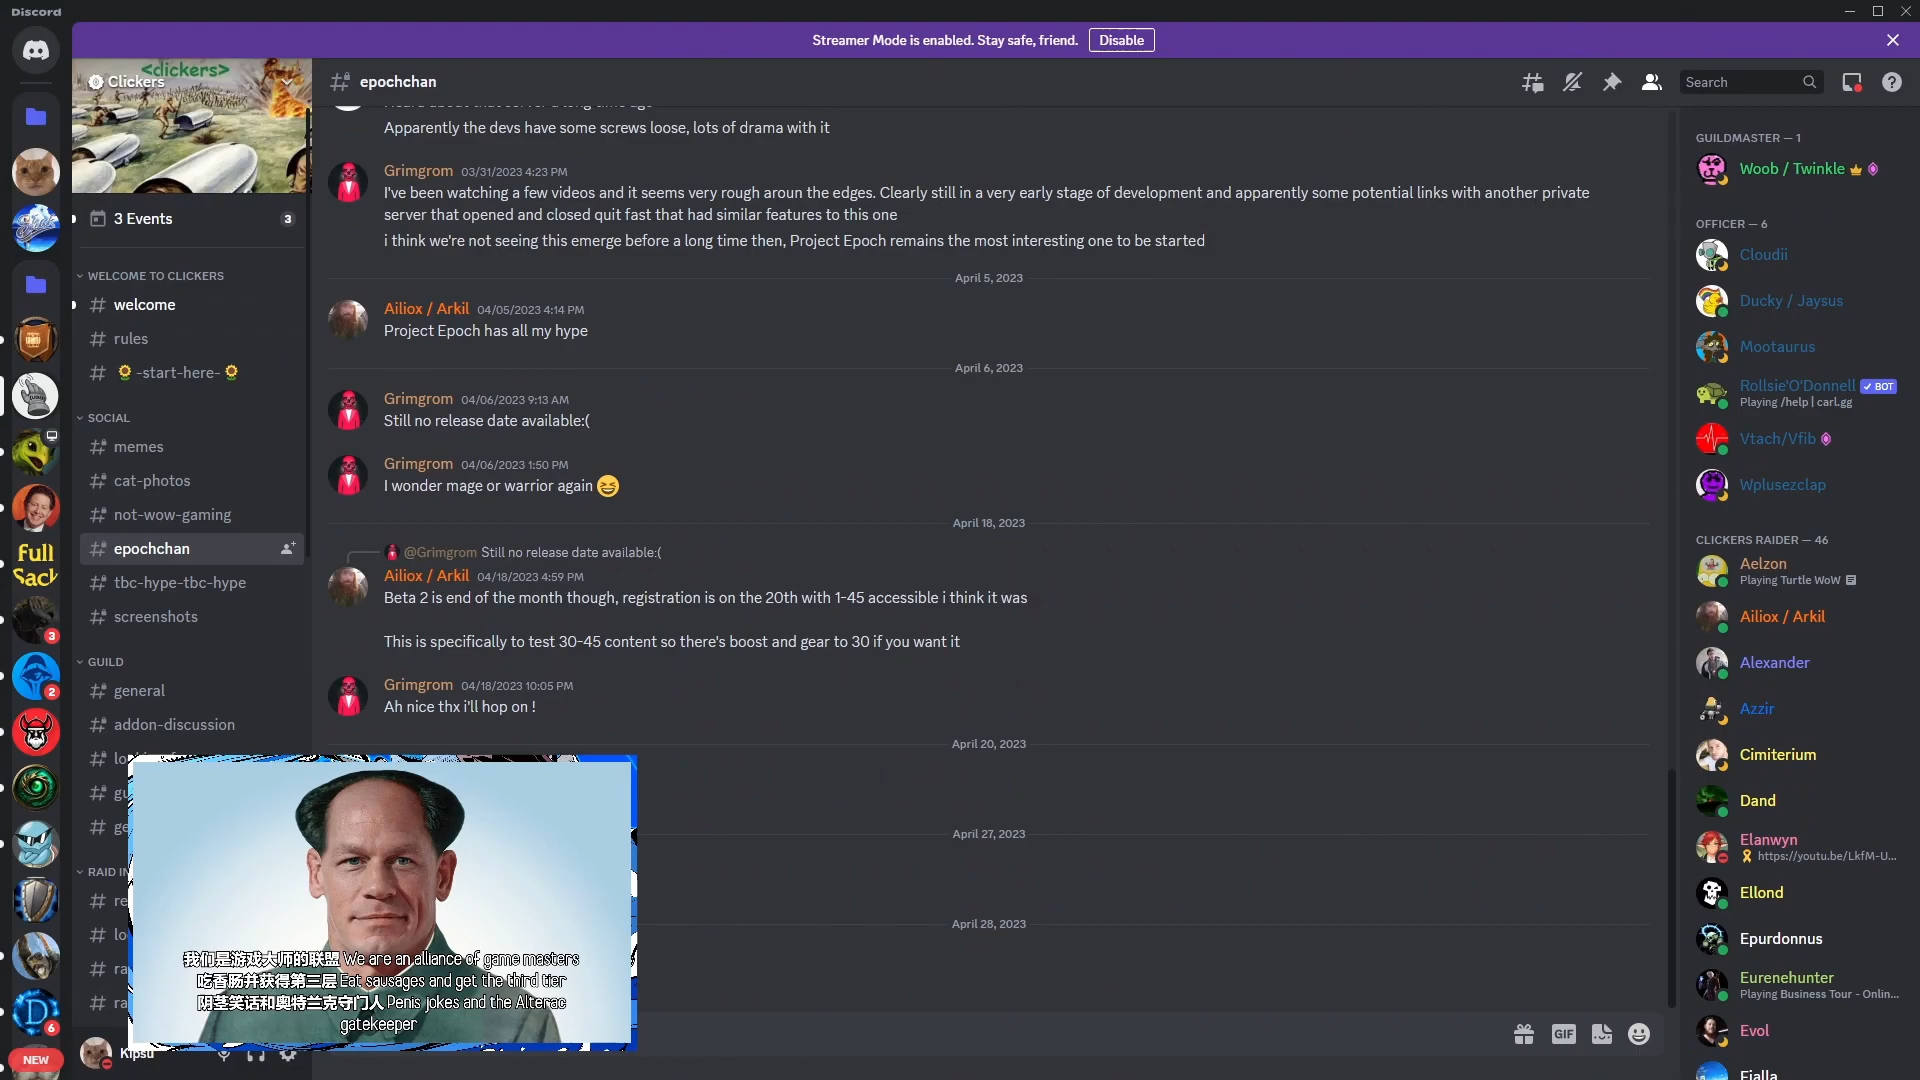 Discord
Streamer Mode is enabled. Stay safe, friend.
Disable
<clickers>
Clickers
3 Events
3
WELCOME TO CLICKERS
welcome
rules
-start-here-
SOCIAL
memes
cat-photos
not-wow-gaming
epochchan
tbc-hype-tbc-hype
screenshots
GUILD
general
addon-discussion
RAID IN
Kipsu
Full
Sack
3
2
6
NEW
epochchan
Search
Apparently the devs have some screws loose, lots of drama with it
Grimgrom 03/31/2023 4:23 PM
I've been watching a few videos and it seems very rough aroun the edges. Clearly still in a very early stage of development and apparently some potential links with another private
server that opened and closed quit fast that had similar features to this one
i think we're not seeing this emerge before a long time then, Project Epoch remains the most interesting one to be started
April 5, 2023
Ailiox / Arkil 04/05/2023 4:14 PM
Project Epoch has all my hype
April 6, 2023
Grimgrom 04/06/2023 9:13 AM
Still no release date available:(
Grimgrom 04/06/2023 1:50 PM
I wonder mage or warrior again
April 18, 2023
@Grimgrom Still no release date available:(
Ailiox / Arkil 04/18/2023 4:59 PM
Beta 2 is end of the month though, registration is on the 20th with 1-45 accessible i think it was
This is specifically to test 30-45 content so there's boost and gear to 30 if you want it
Grimgrom 04/18/2023 10:05 PM
Ah nice thx i'll hop on !
April 20, 2023
April 27, 2023
April 28, 2023
我们是游戏大师的联盟 We are an alliance of game masters
吃香肠并获得第三层 Eat sausages and get the third tier
阴茎笑话和奥特兰克守门人 Penis jokes and the Alterac
gatekeeper
GIF
GUILDMASTER — 1
Woob / Twinkle
OFFICER — 6
Cloudii
Ducky / Jaysus
Mootaurus
Rollsie'O'Donnell BOT
Playing /help | carl.gg
Vtach/Vfib
Wplusezclap
CLICKERS RAIDER — 46
Aelzon
Playing Turtle WoW
Ailiox / Arkil
Alexander
Azzir
Cimiterium
Dand
Elanwyn
https://youtu.be/LkfM-U...
Ellond
Epurdonnus
Eurenehunter
Playing Business Tour - Onlin...
Evol
Fialla